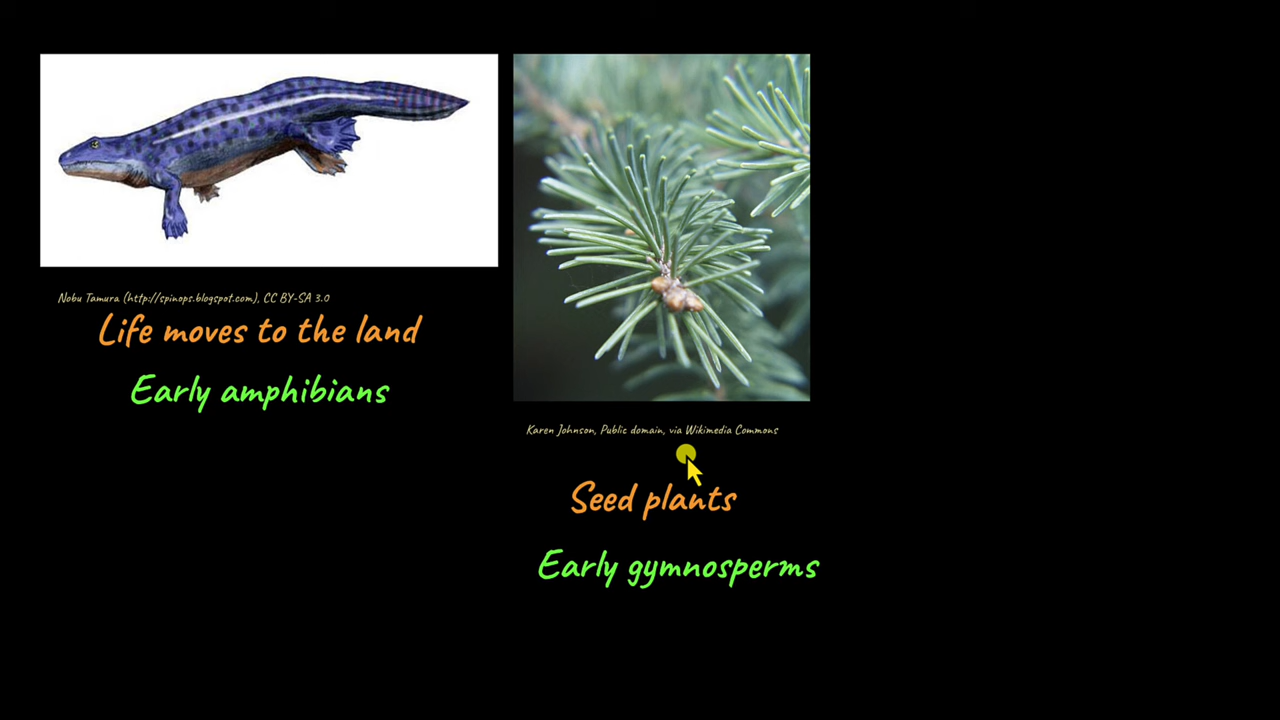 Nobu Tamura (http://spinops.blogspot.com), CC BY-SA 3.0
Life moves to the land
Early amphibians
Karen Johnson, Public domain, via Wikimedia Commons
Seed plants
Early gymnosperms